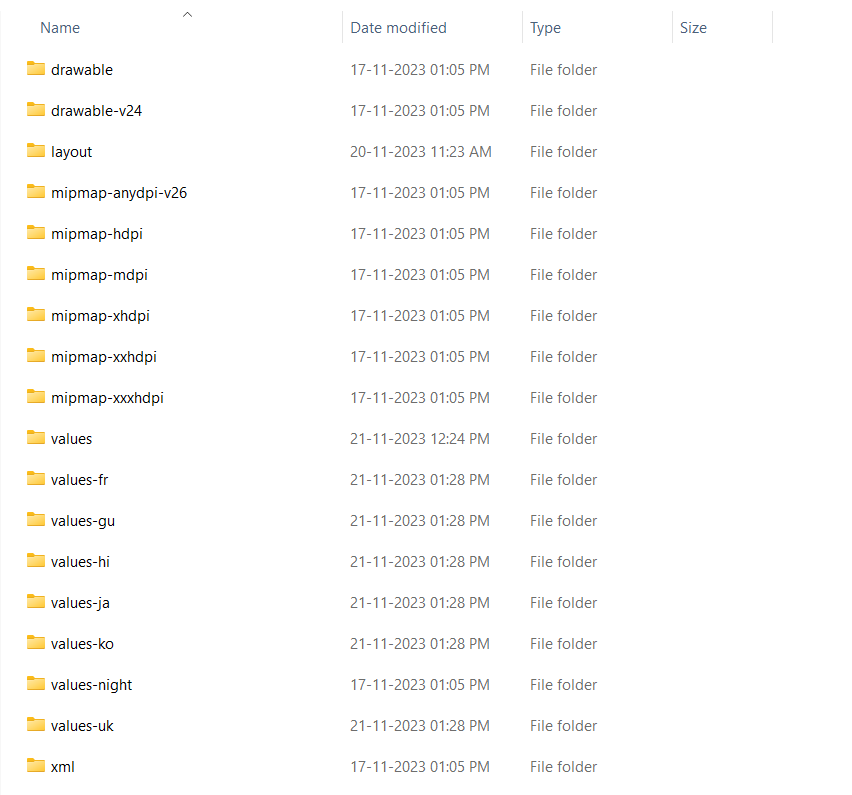 Name Date modified Type Size
drawable 17-11-2023 01:05 PM File folder
drawable-v24 17-11-2023 01:05 PM File folder
layout 20-11-2023 11:23 AM File folder
mipmap-anydpi-v26 17-11-2023 01:05 PM File folder
mipmap-hdpi 17-11-2023 01:05 PM File folder
mipmap-mdpi 17-11-2023 01:05 PM File folder
mipmap-xhdpi 17-11-2023 01:05 PM File folder
mipmap-xxhdpi 17-11-2023 01:05 PM File folder
mipmap-xxxhdpi 17-11-2023 01:05 PM File folder
values 21-11-2023 12:24 PM File folder
values-fr 21-11-2023 01:28 PM File folder
values-gu 21-11-2023 01:28 PM File folder
values-hi 21-11-2023 01:28 PM File folder
values-ja 21-11-2023 01:28 PM File folder
values-ko 21-11-2023 01:28 PM File folder
values-night 17-11-2023 01:05 PM File folder
values-uk 21-11-2023 01:28 PM File folder
xml 17-11-2023 01:05 PM File folder